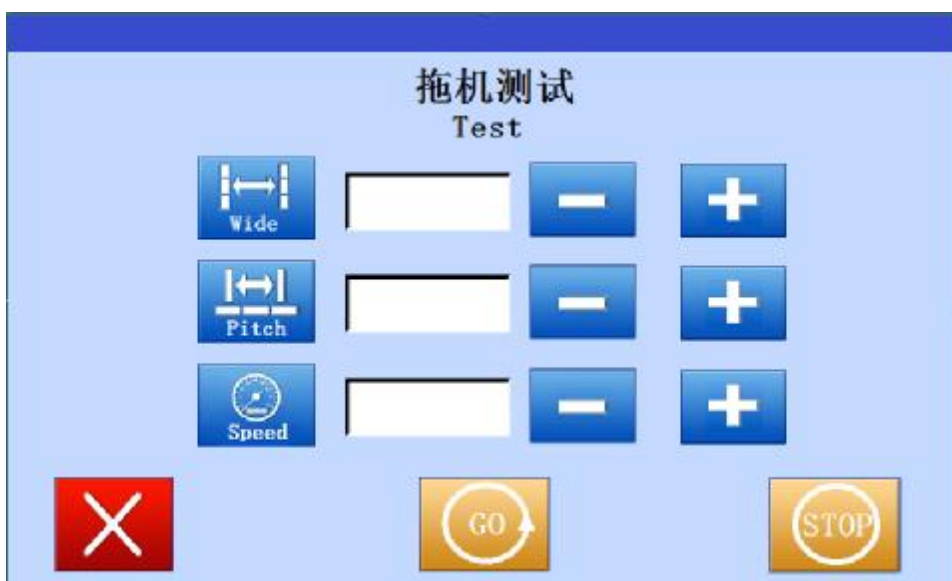 拖机测试
Test
Wide
Pitch
Speed
GO
STOP